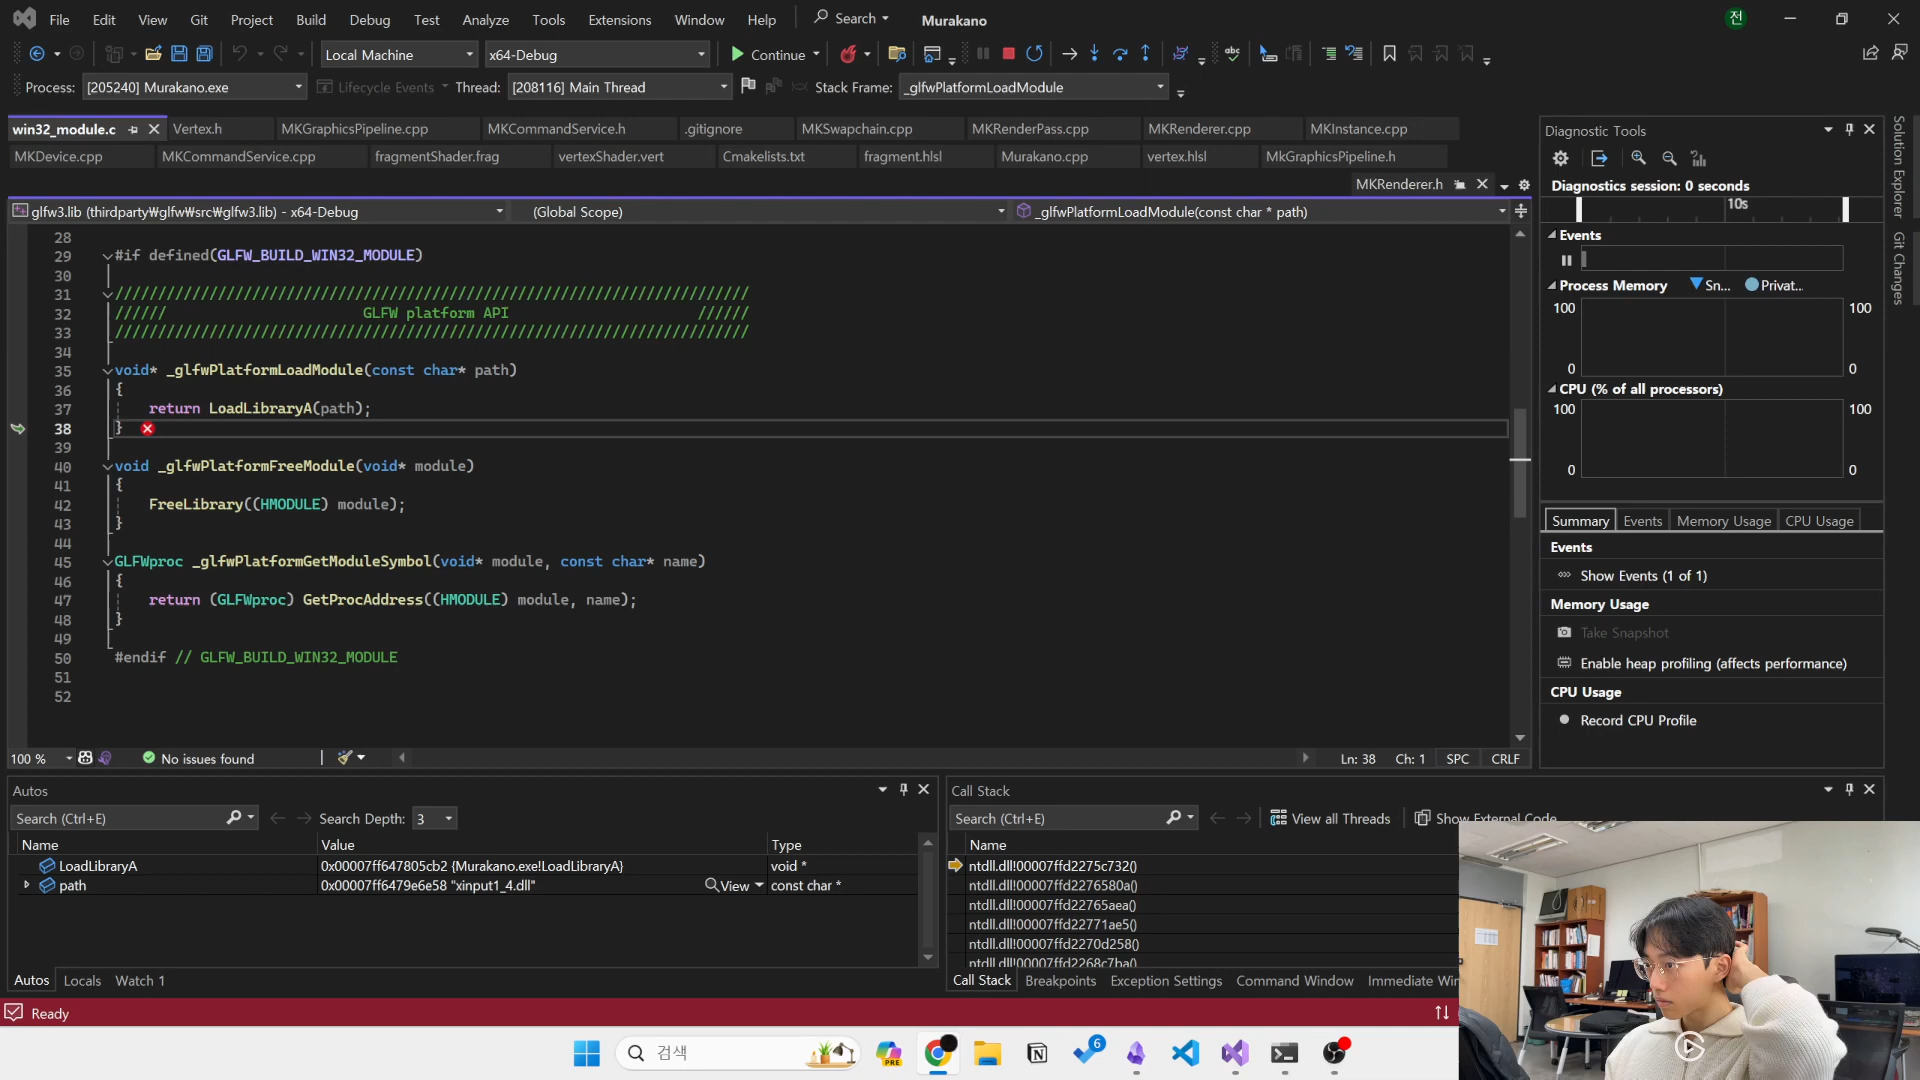 File Edit View Git Project Build Debug Test Analyze Tools Extensions Window Help Search Murakano 전
Local Machine x64-Debug Continue
Process: [205240] Murakano.exe Lifecycle Events Thread: [208116] Main Thread Stack Frame: _glfwPlatformLoadModule
win32_module.c Vertex.h MKGraphicsPipeline.cpp MKCommandService.h .gitignore MKSwapchain.cpp MKRenderPass.cpp MKRenderer.cpp MKInstance.cpp
MKDevice.cpp MKCommandService.cpp fragmentShader.frag vertexShader.vert Cmakelists.txt fragment.hlsl Murakano.cpp vertex.hlsl MkGraphicsPipeline.h
MKRenderer.h
glfw3.lib (thirdparty₩glfw₩src₩glfw3.lib) - x64-Debug (Global Scope) _glfwPlatformLoadModule(const char * path)
28
29 #if defined(GLFW_BUILD_WIN32_MODULE)
30
31 //////////////////////////////////////////////////////////////////////////
32 ////// GLFW platform API //////
33 //////////////////////////////////////////////////////////////////////////
34
35 void* _glfwPlatformLoadModule(const char* path)
36 {
37 return LoadLibraryA(path);
38 }
39
40 void _glfwPlatformFreeModule(void* module)
41 {
42 FreeLibrary((HMODULE) module);
43 }
44
45 GLFWproc _glfwPlatformGetModuleSymbol(void* module, const char* name)
46 {
47 return (GLFWproc) GetProcAddress((HMODULE) module, name);
48 }
49
50 #endif // GLFW_BUILD_WIN32_MODULE
51
52
100 % No issues found Ln: 38 Ch: 1 SPC CRLF
Diagnostic Tools
Diagnostics session: 0 seconds
10s
Events
Process Memory Sn... Privat...
100 100
0 0
CPU (% of all processors)
100 100
0 0
Summary Events Memory Usage CPU Usage
Events
Show Events (1 of 1)
Memory Usage
Take Snapshot
Enable heap profiling (affects performance)
CPU Usage
Record CPU Profile
Solution Explorer
Git Changes
Autos
Search (Ctrl+E) Search Depth: 3
Name Value Type
LoadLibraryA 0x00007ff647805cb2 {Murakano.exe!LoadLibraryA} void *
path 0x00007ff6479e6e58 "xinput1_4.dll" View const char *
Autos Locals Watch 1
Call Stack
Search (Ctrl+E) View all Threads Show External Code
Name
ntdll.dll!00007ffd2275c732()
ntdll.dll!00007ffd2276580a()
ntdll.dll!00007ffd22765aea()
ntdll.dll!00007ffd22771ae5()
ntdll.dll!00007ffd2270d258()
ntdll.dll!00007ffd2268c7ba()
Call Stack Breakpoints Exception Settings Command Window Immediate Win
Ready
검색 PRE 6